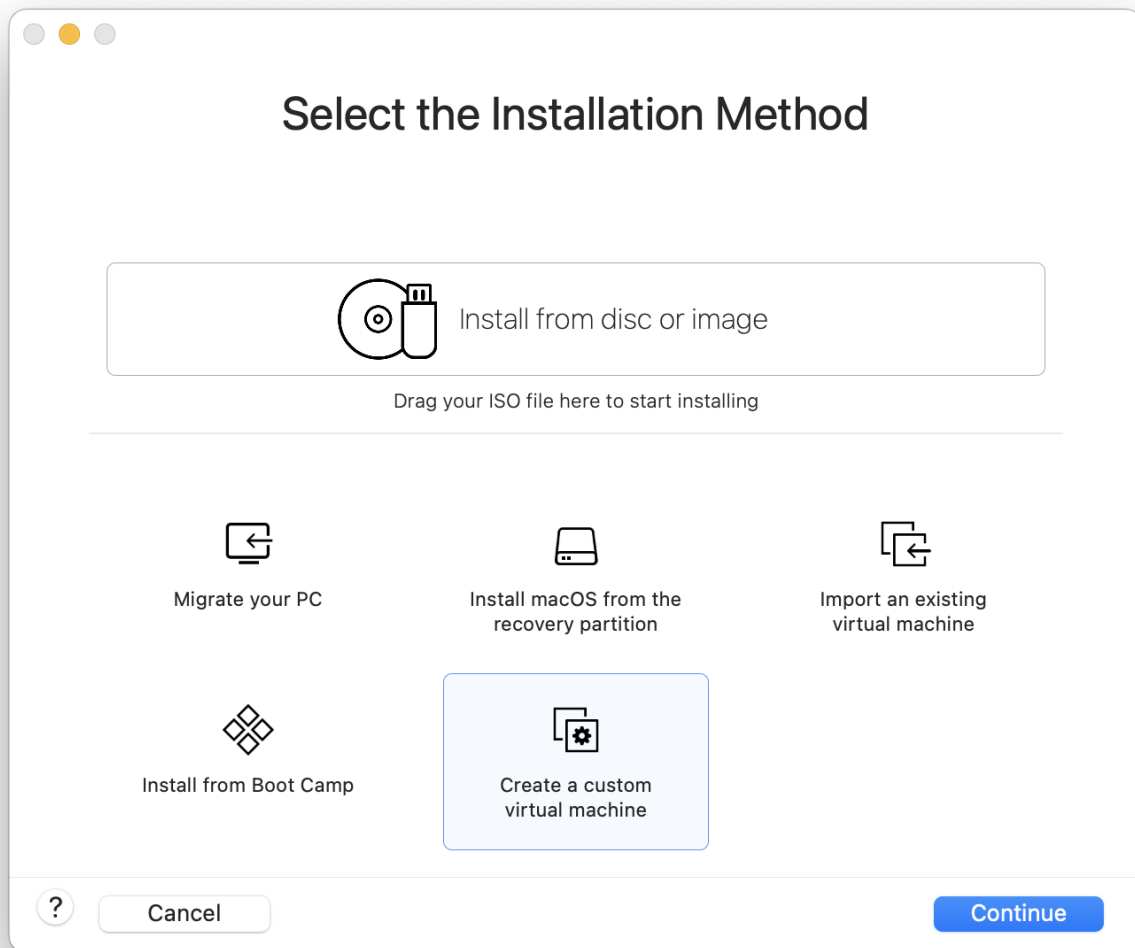 Select the Installation Method
Install from disc or image
Drag your ISO file here to start installing
Migrate your PC
Install macOS from the
recovery partition
Import an existing
virtual machine
Install from Boot Camp
Create a custom
virtual machine
?
Cancel
Continue